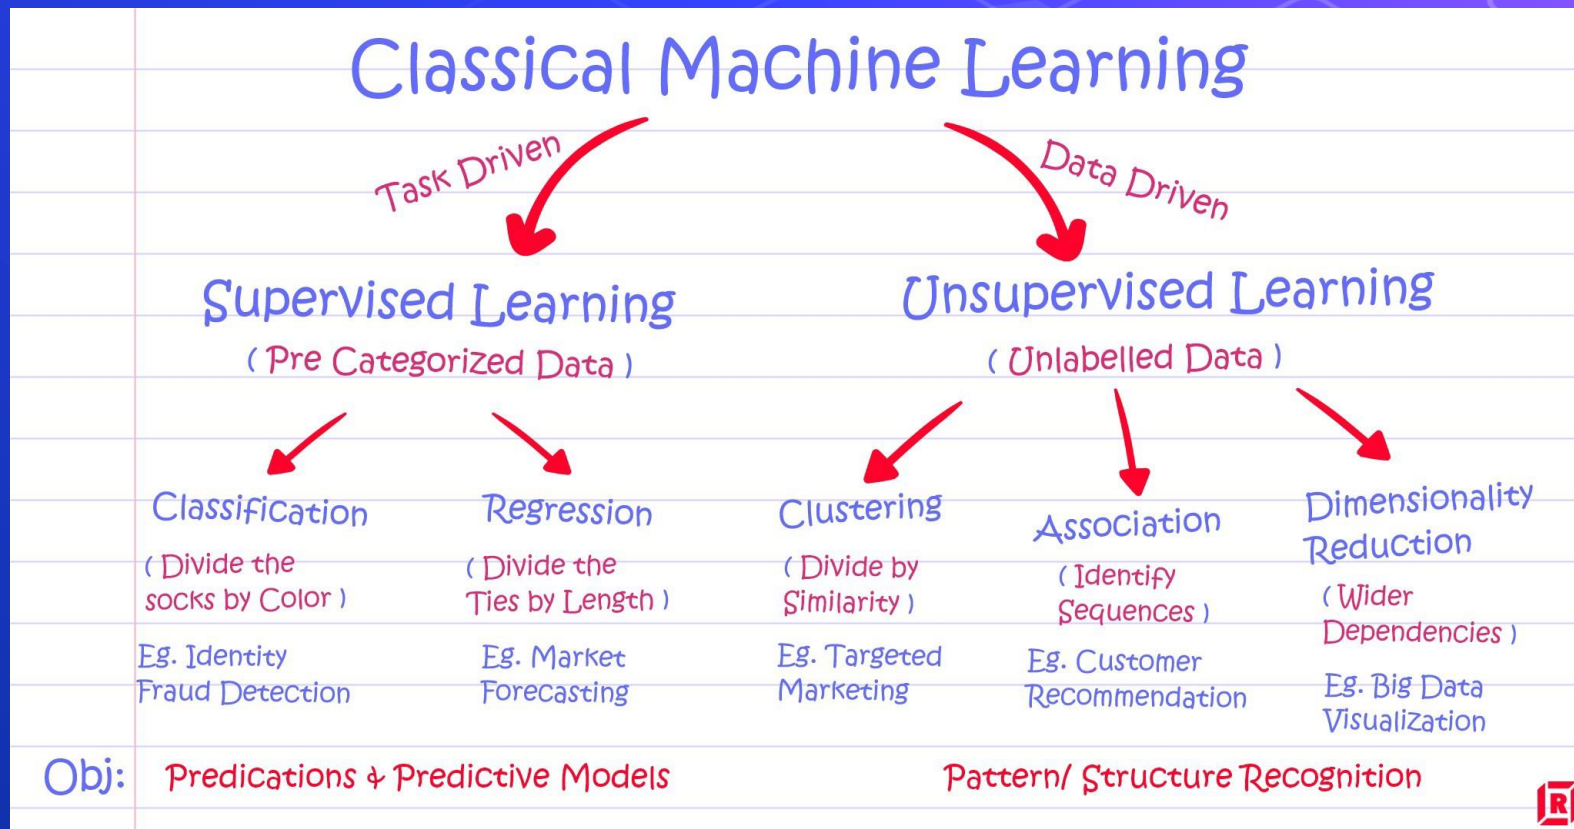 Classical Machine Learning
Task Driven
Data Driven
Supervised Learning
( Pre Categorized Data )
Unsupervised Learning
( Unlabelled Data )
Classification
( Divide the
socks by Color )
Eg. Identity
Fraud Detection
Regression
( Divide the
Ties by Length )
Eg. Market
Forecasting
Clustering
( Divide by
Similarity )
Eg. Targeted
Marketing
Association
( Identify
Sequences )
Eg. Customer
Recommendation
Dimensionality
Reduction
( Wider
Dependencies )
Eg. Big Data
Visualization
Obj: Predications & Predictive Models
Pattern/ Structure Recognition
R